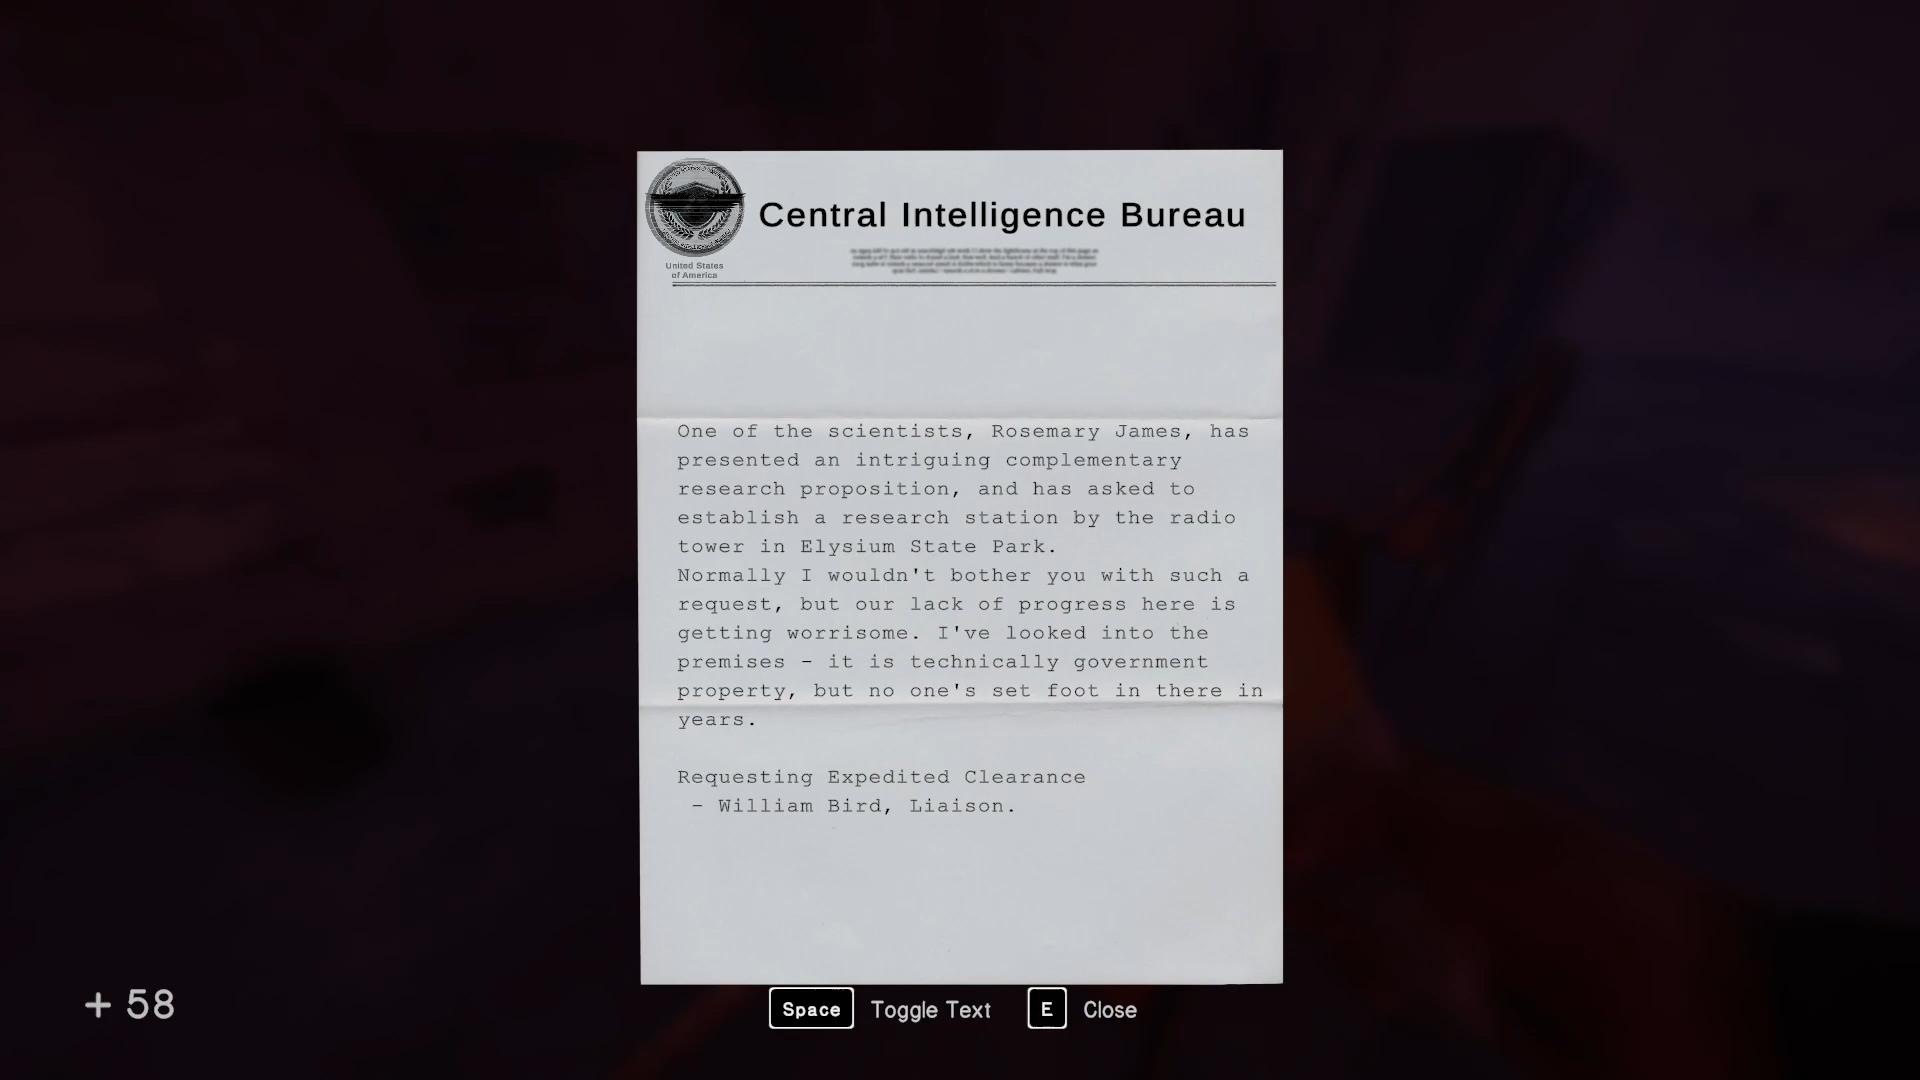 Central Intelligence Bureau
United States
of America
One of the scientists, Rosemary James, has
presented an intriguing complementary
research proposition, and has asked to
establish a research station by the radio
tower in Elysium State Park.
Normally I wouldn't bother you with such a
request, but our lack of progress here is
getting worrisome. I've looked into the
premises - it is technically government
property, but no one's set foot in there in
years.
Requesting Expedited Clearance
- William Bird, Liaison.
+ 58
Space Toggle Text E Close